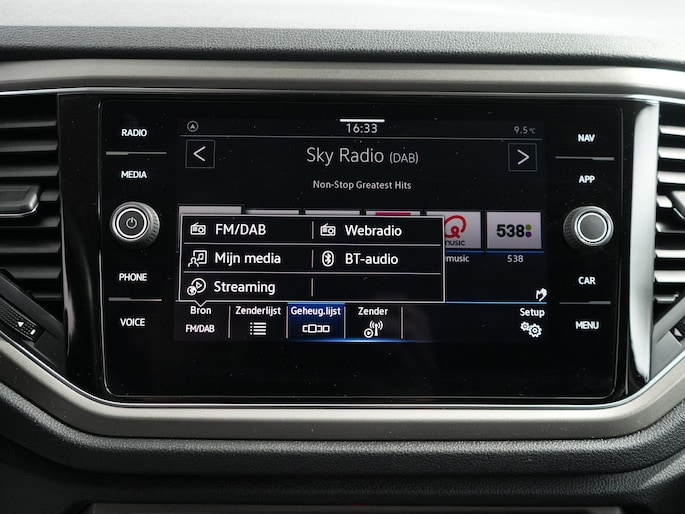 RADIO
MEDIA
PHONE
VOICE
NAV
APP
CAR
MENU
A
16:33
9.5 °C
Sky Radio (DAB)
Non-Stop Greatest Hits
FM/DAB
Webradio
Mijn media
BT-audio
Streaming
music
538
538
Bron
FM/DAB
Zenderlijst
Geheug.lijst
Zender
Setup